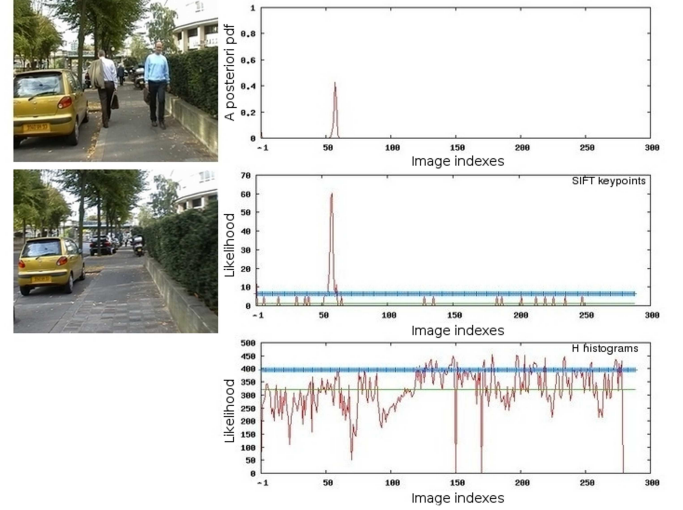 A posteriori pdf
1
0.8
0.6
0.4
0.2
0
-1 50 100 150 200 250 300
Image indexes
SIFT keypoints
Likelihood
70
60
50
40
30
20
10
0
-1 50 100 150 200 250 300
Image indexes
H histograms
Likelihood
500
450
400
350
300
250
200
150
100
50
0
-1 50 100 150 200 250 300
Image indexes